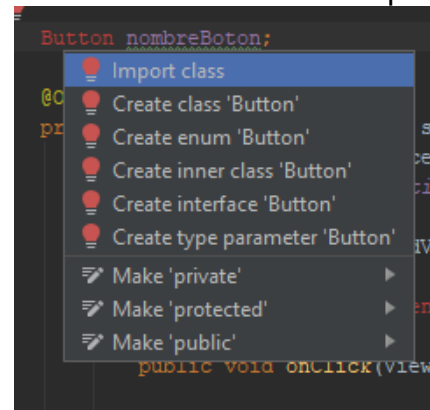 Button nombreBoton;
Import class
Create class 'Button'
Create enum 'Button'
Create inner class 'Button'
Create interface 'Button'
Create type parameter 'Button'
Make 'private'
Make 'protected'
Make 'public'
public void onClick(View